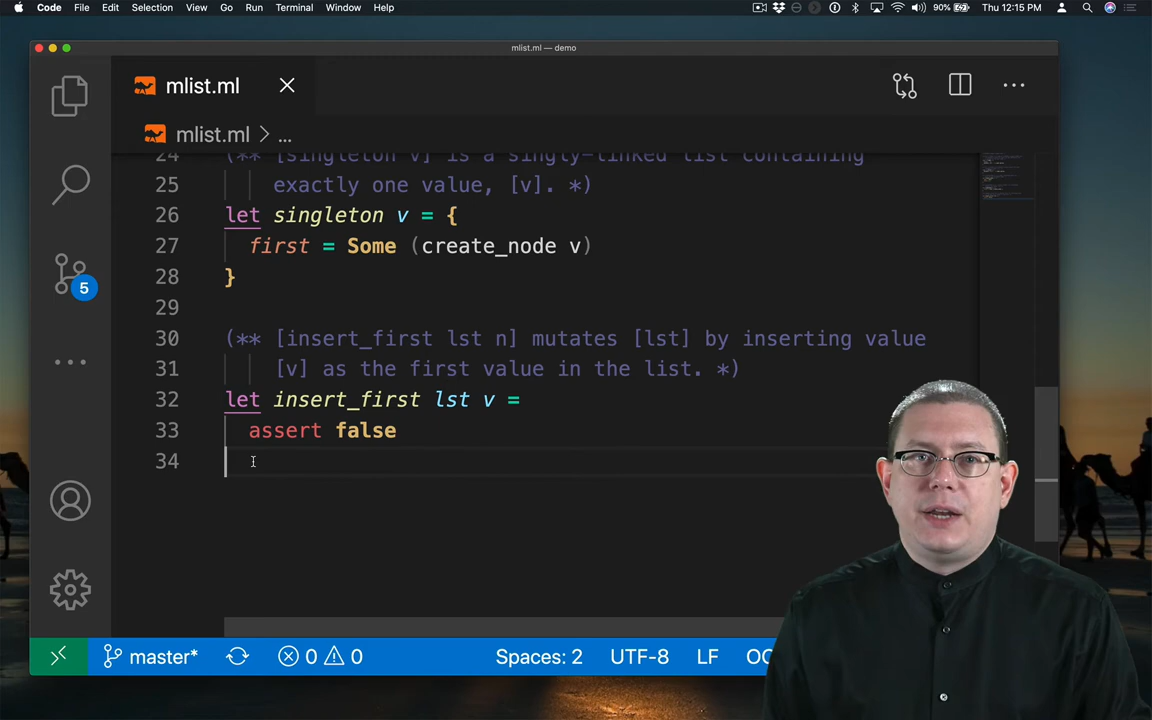 Code File Edit Selection View Go Run Terminal Window Help 90% Thu 12:15 PM
mlist.ml — demo
mlist.ml
mlist.ml > ...
24 (** [singleton v] is a singly-linked list containing
25 exactly one value, [v]. *)
26 let singleton v = {
27 first = Some (create_node v)
28 }
29
30 (** [insert_first lst n] mutates [lst] by inserting value
31 [v] as the first value in the list. *)
32 let insert_first lst v =
33 assert false
34
5
master* 0 0 Spaces: 2 UTF-8 LF OC